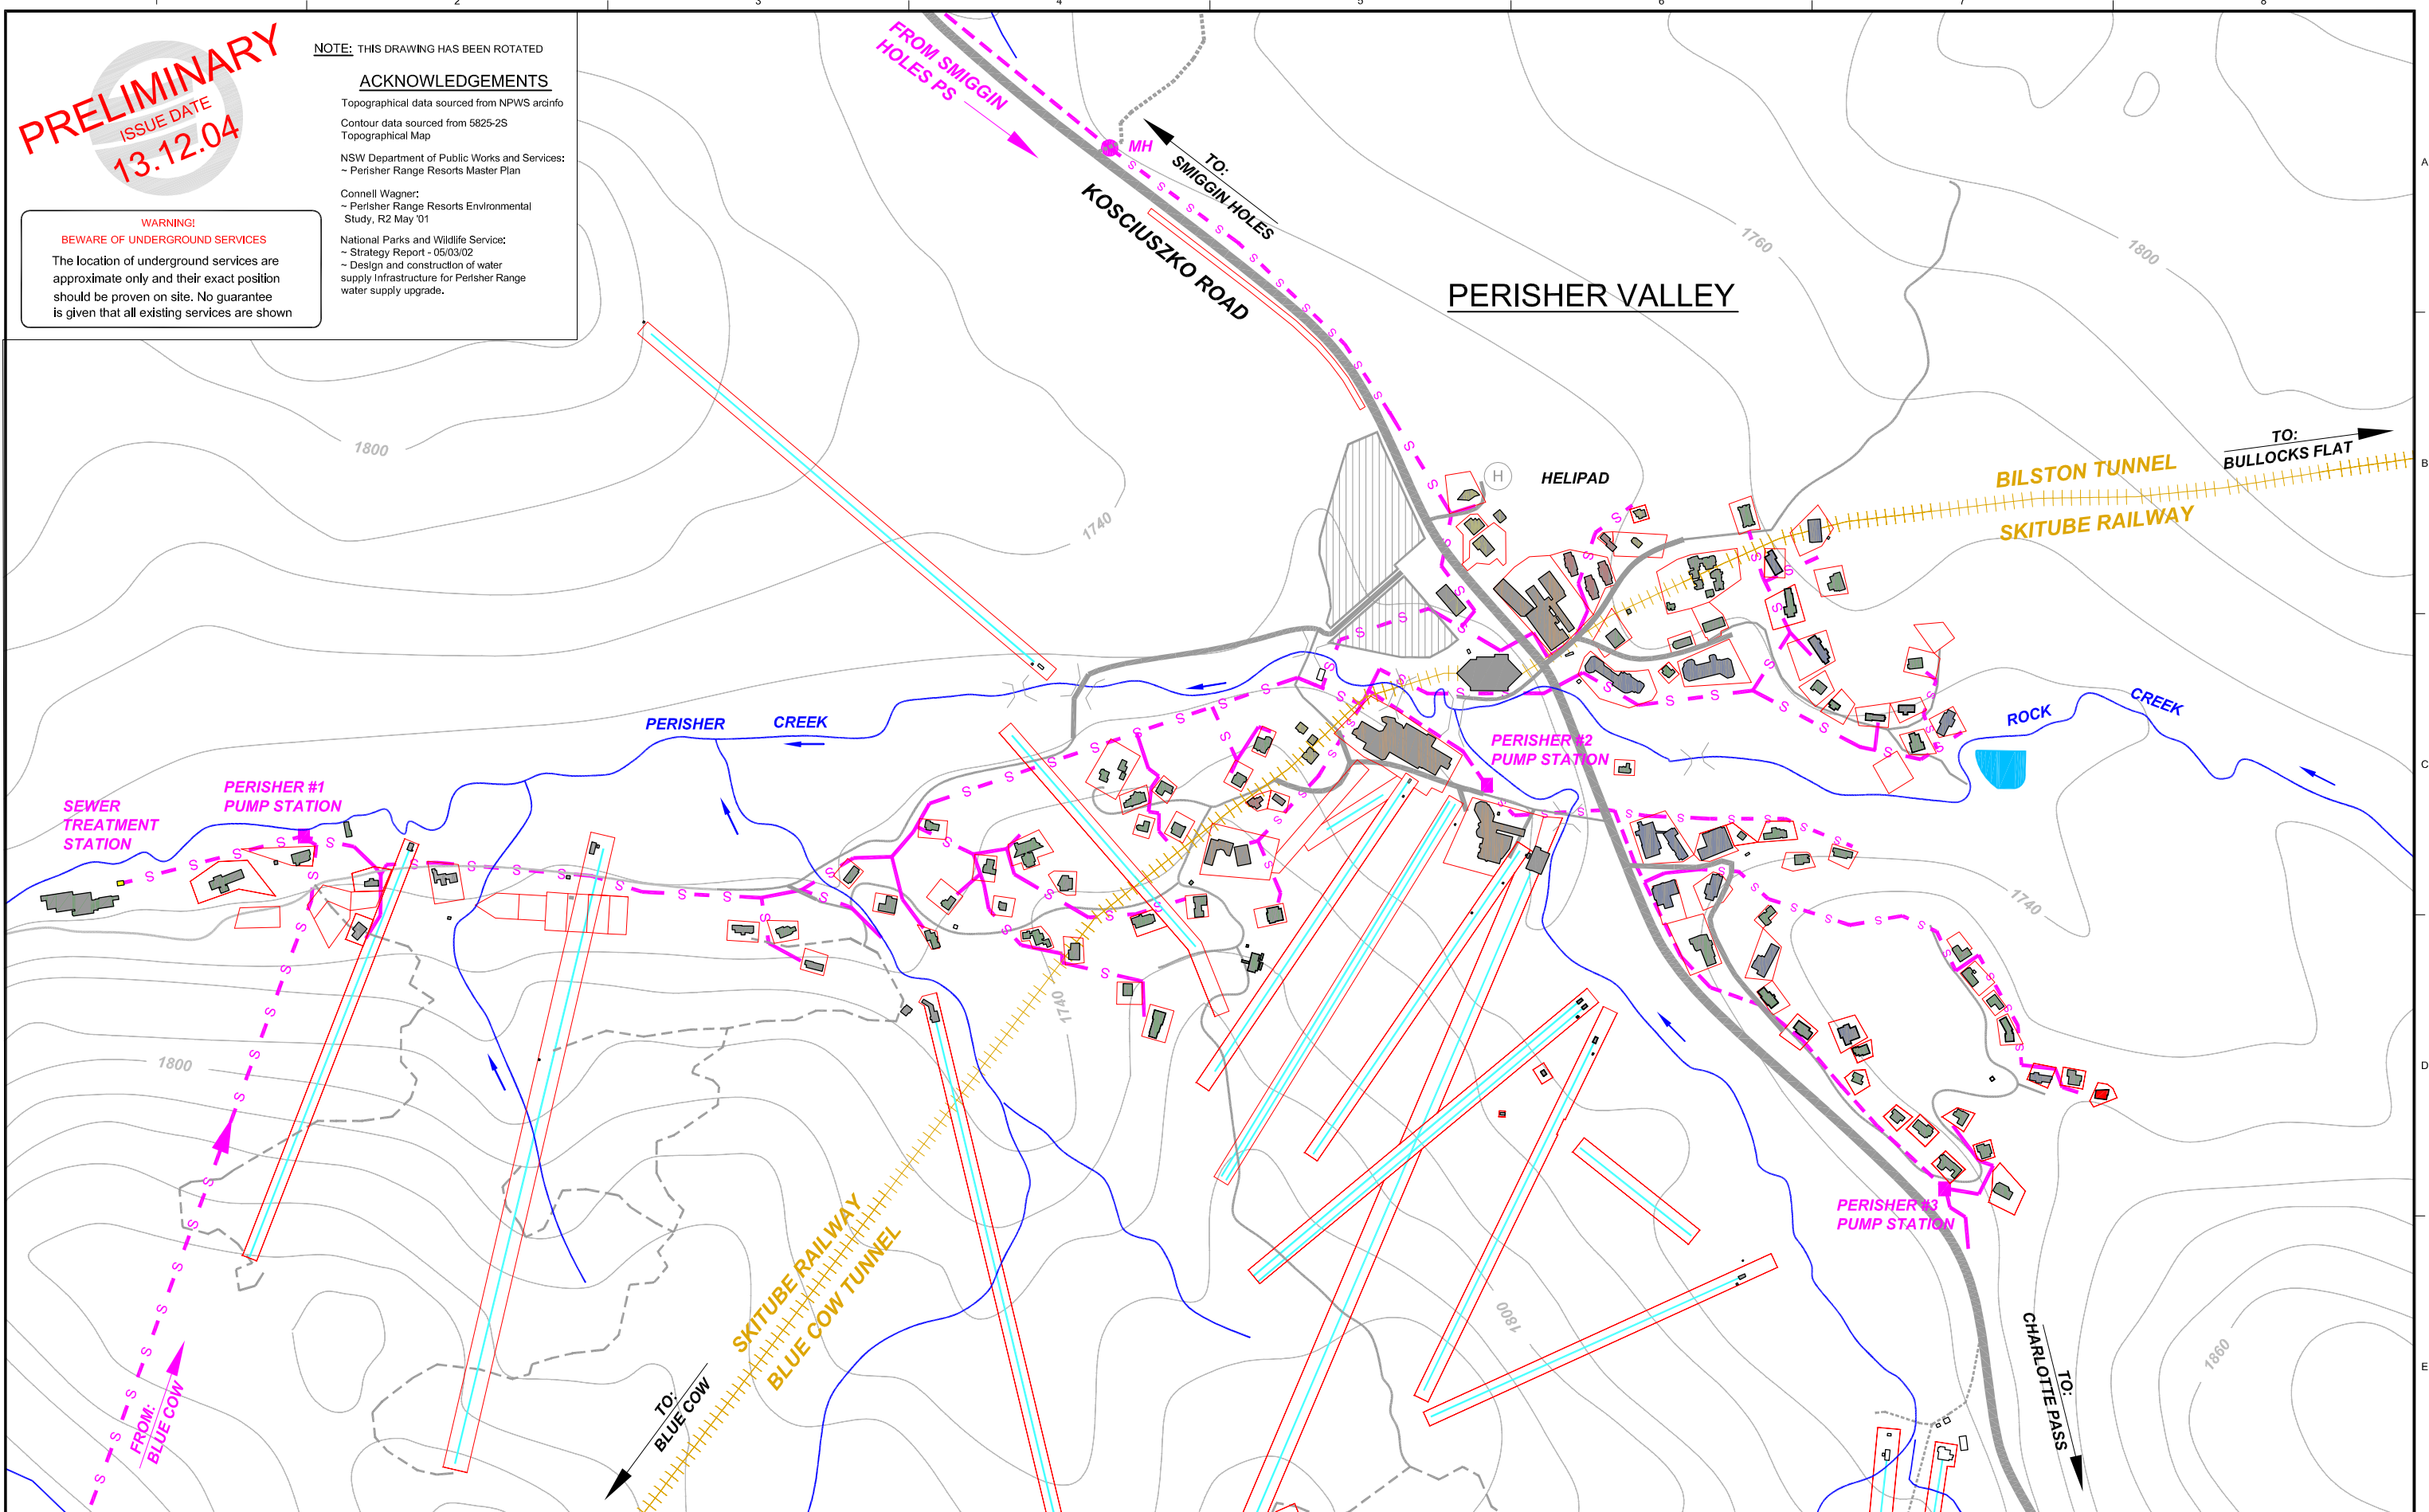 1 2 3 4 5 6 7 8
PRELIMINARY
ISSUE DATE
13.12.04
NOTE: THIS DRAWING HAS BEEN ROTATED
ACKNOWLEDGEMENTS
Topographical data sourced from NPWS arcinfo
Contour data sourced from 5825-2S
Topographical Map
NSW Department of Public Works and Services:
~ Perisher Range Resorts Master Plan
Connell Wagner:
~ Perisher Range Resorts Environmental
Study, R2 May '01
National Parks and Wildlife Service:
~ Strategy Report - 05/03/02
~ Design and construction of water
supply infrastructure for Perisher Range
water supply upgrade.
WARNING!
BEWARE OF UNDERGROUND SERVICES
The location of underground services are
approximate only and their exact position
should be proven on site. No guarantee
is given that all existing services are shown
FROM SMIGGIN
HOLES PS
MH
TO:
SMIGGIN HOLES
KOSCIUSZKO ROAD
PERISHER VALLEY
1760
1800
A
1800
1740
H
HELIPAD
BILSTON TUNNEL
SKITUBE RAILWAY
TO:
BULLOCKS FLAT
B
PERISHER CREEK
ROCK CREEK
PERISHER #2
PUMP STATION
PERISHER #1
PUMP STATION
SEWER
TREATMENT
STATION
C
1740
1740
1800
D
PERISHER #3
PUMP STATION
SKITUBE RAILWAY
BLUE COW TUNNEL
TO:
BLUE COW
FROM:
BLUE COW
1800
TO:
CHARLOTTE PASS
1860
E